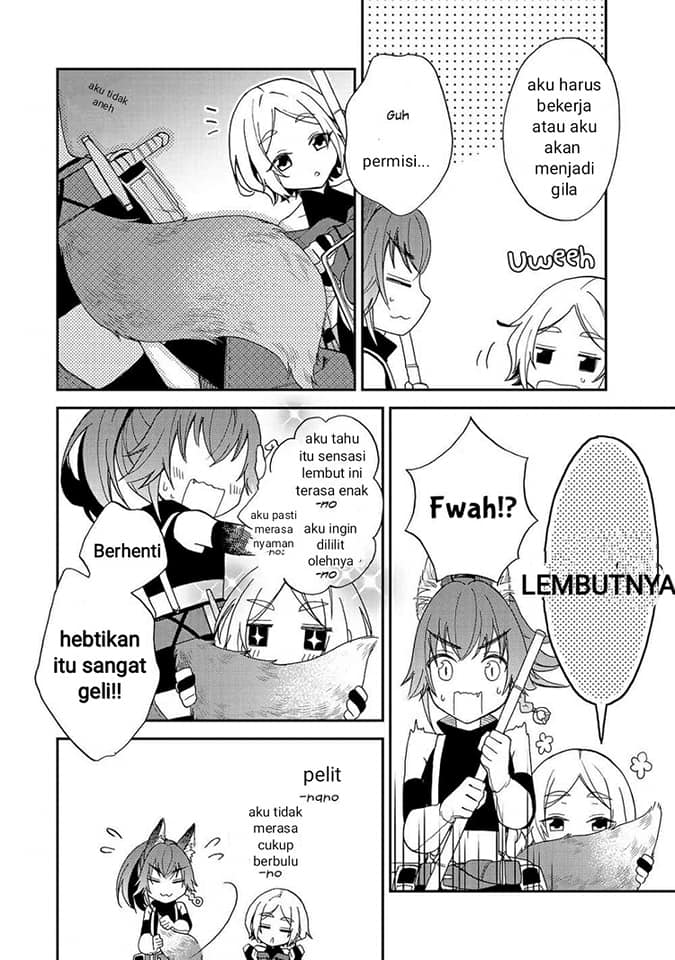 aku harus
bekerja
atau aku
akan
menjadi
gila
Uweeh
Guh
permisi...
aku tidak
aneh
Fwah!?
LEMBUTNYA
aku tahu
itu sensasi
lembut ini
terasa enak
-no
aku ingin
dililit
olehnya
-no
aku pasti
merasa
nyaman
-no
Berhenti
hebtikan
itu sangat
geli!!
pelit
-nano
aku tidak
merasa
cukup
berbulu
-no